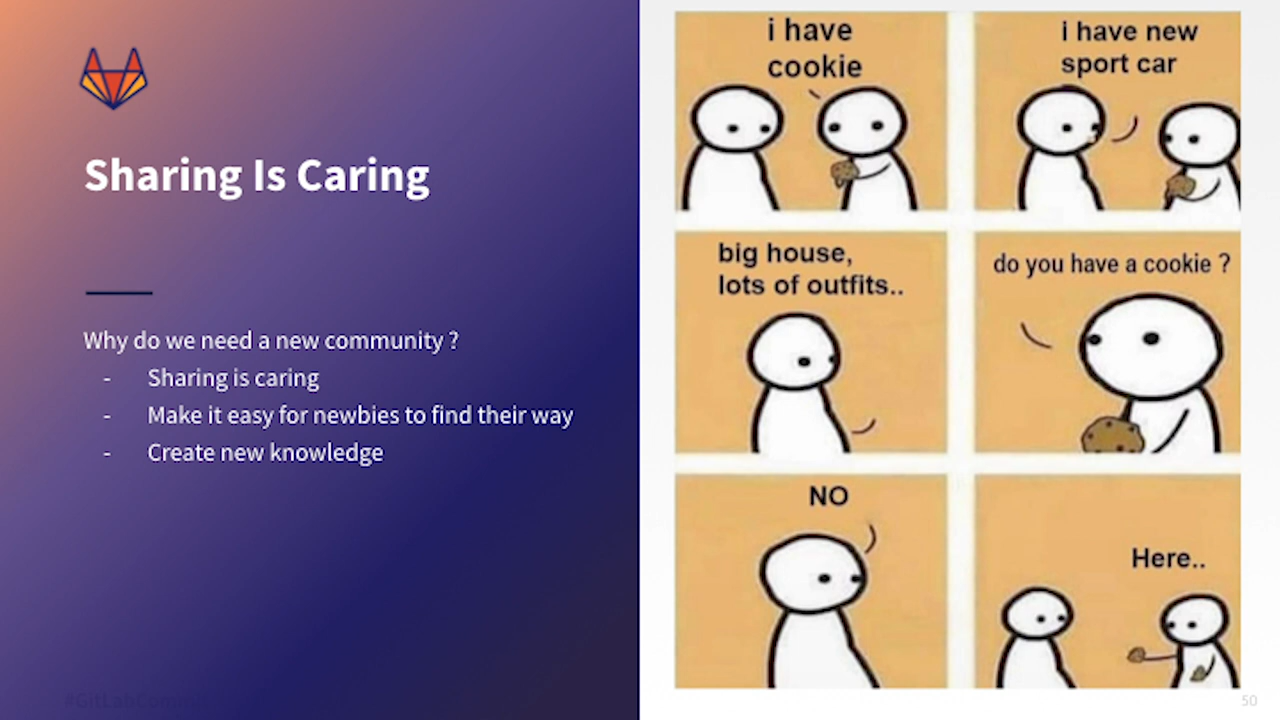 Sharing Is Caring
Why do we need a new community ?
- Sharing is caring
- Make it easy for newbies to find their way
- Create new knowledge
i have
cookie
i have new
sport car
big house,
lots of outfits..
do you have a cookie ?
NO
Here..
50